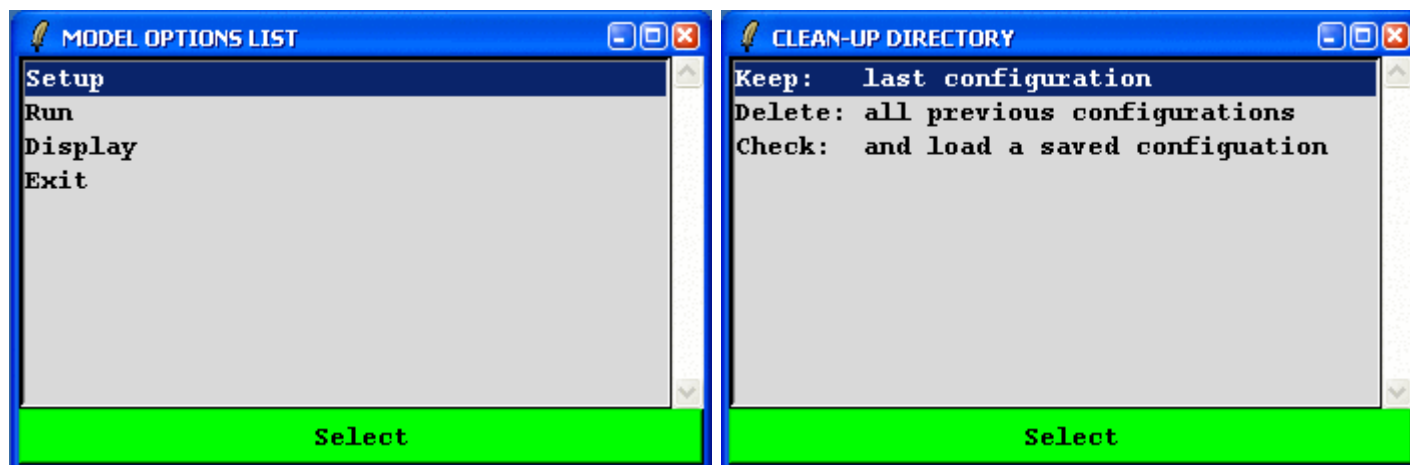 MODEL OPTIONS LIST
Setup
Run
Display
Exit
Select
CLEAN-UP DIRECTORY
Keep:   last configuration
Delete: all previous configurations
Check:  and load a saved configuation
Select